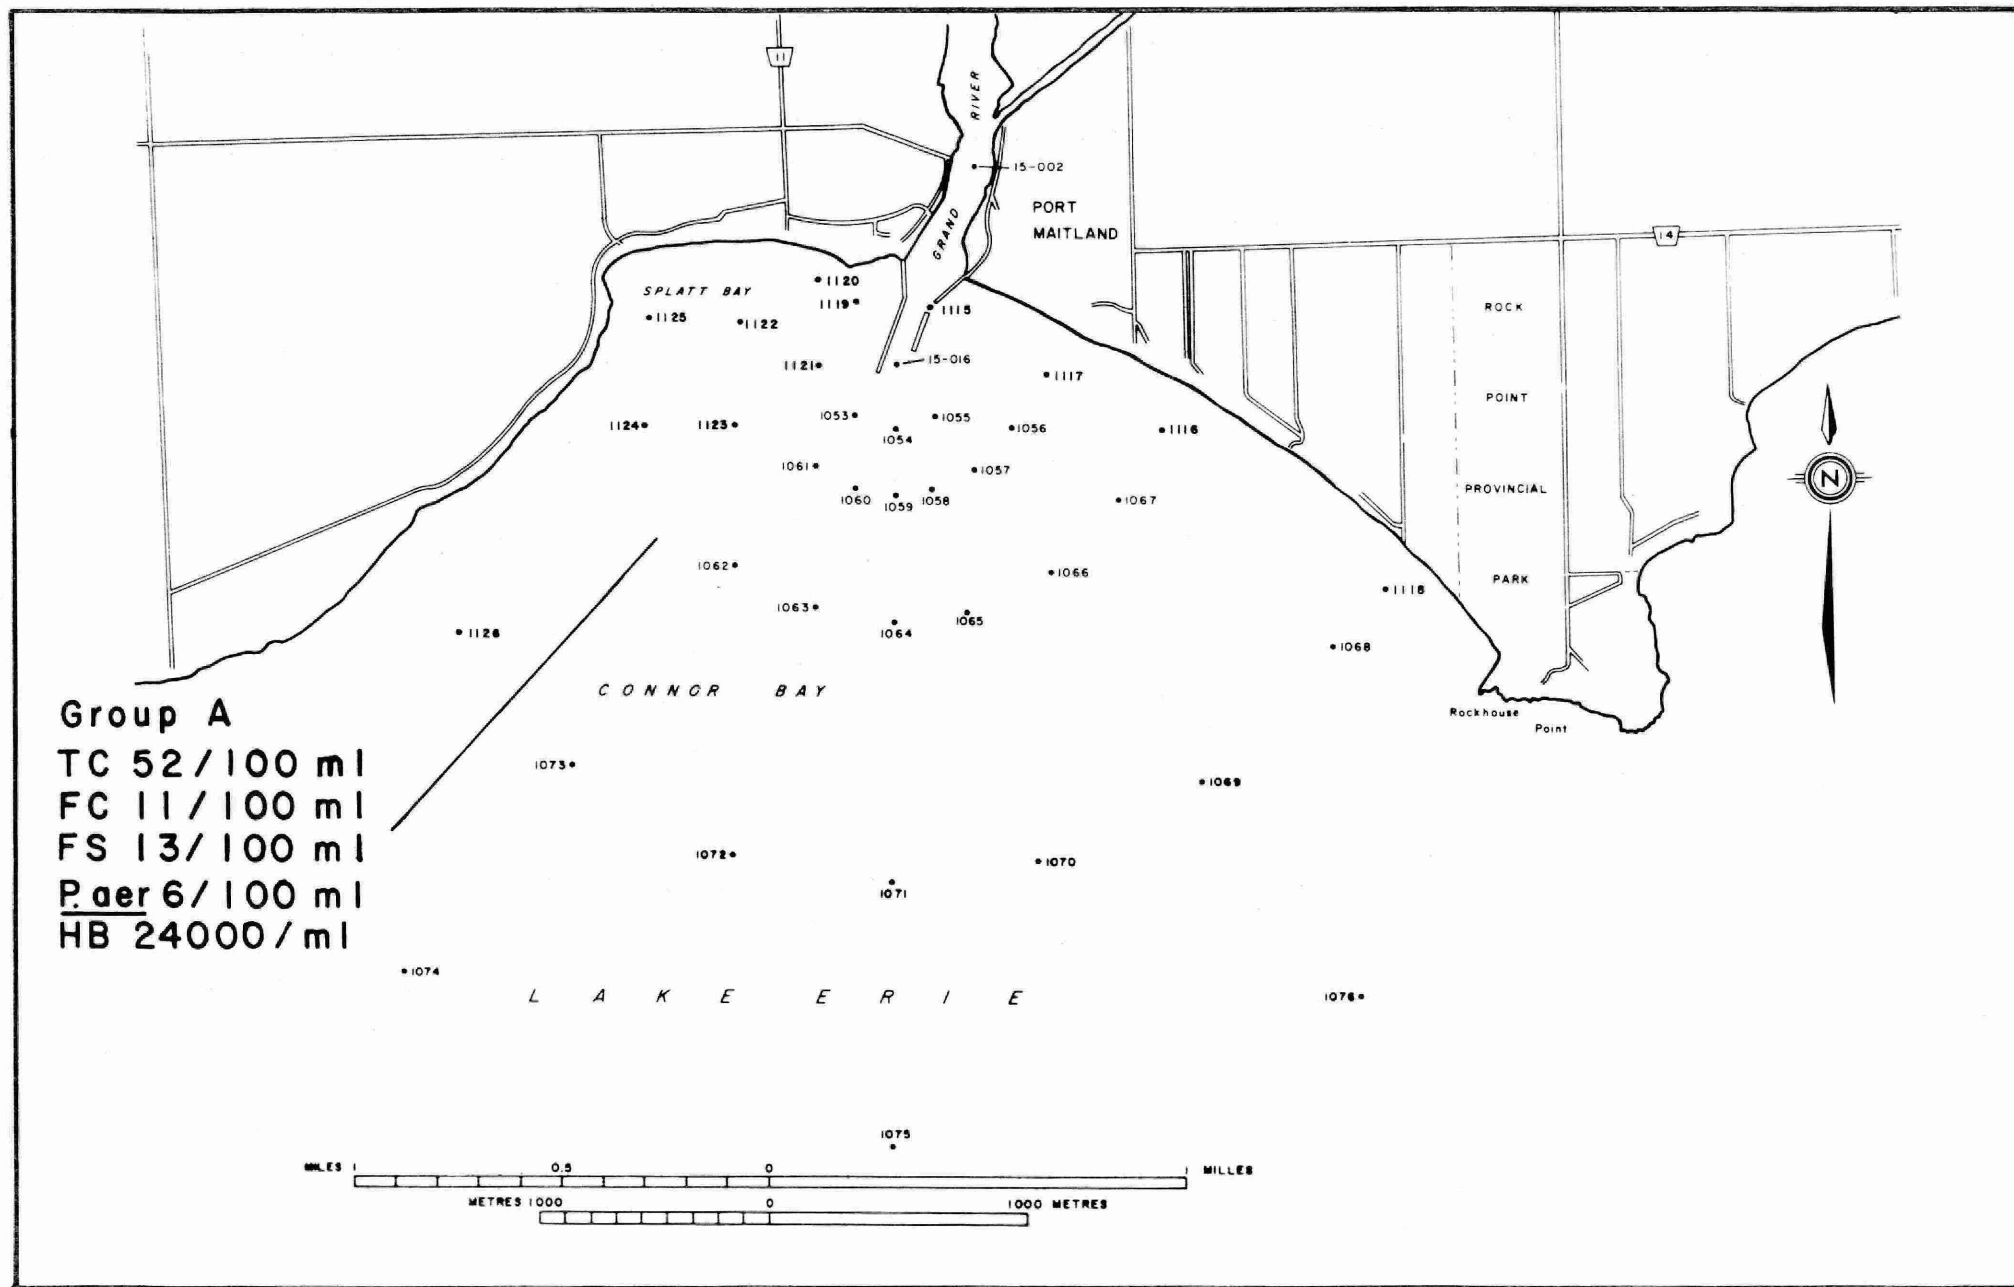 11
RIVER
15-002
PORT
MAITLAND
GRAND
14
1120
SPLATT BAY
1119
1115
ROCK
1125
1122
15-016
1121
1117
POINT
1053
1055
1124
1123
1054
1056
1116
1061
1057
1060
1059
1058
1067
N
PROVINCIAL
1062
1066
PARK
1118
1063
1065
1064
1126
1068
CONNOR BAY
Rockhouse
Point
Group A
TC 52/100 ml
FC 11/100 ml
FS 13/100 ml
P. aer 6/100 ml
HB 24000/ml
1073
1069
1072
1070
1071
1074
LAKE ERIE
1076
1075
MILES 1 0.5 0 1 MILLES
METRES 1000 0 1000 METRES